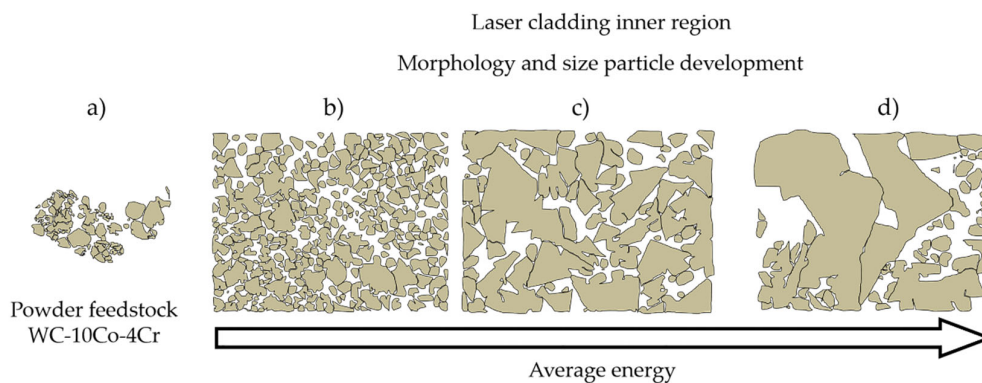 Laser cladding inner region
Morphology and size particle development
a)
b)
c)
d)
Powder feedstock
WC-10Co-4Cr
Average energy